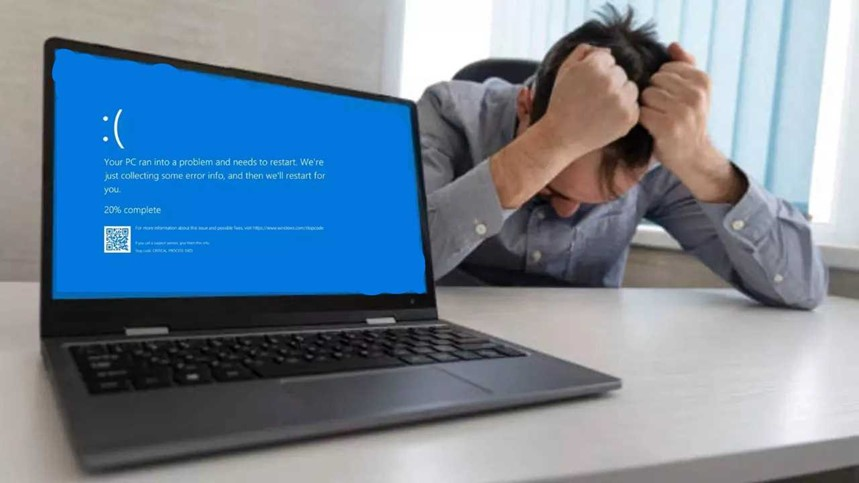 :(
Your PC ran into a problem and needs to restart. We're
just collecting some error info, and then we'll restart for
you.
20% complete
For more information about this issue and possible fixes, visit https://www.windows.com/stopcode
If you call a support person, give them this info:
Stop code: CRITICAL PROCESS DIED